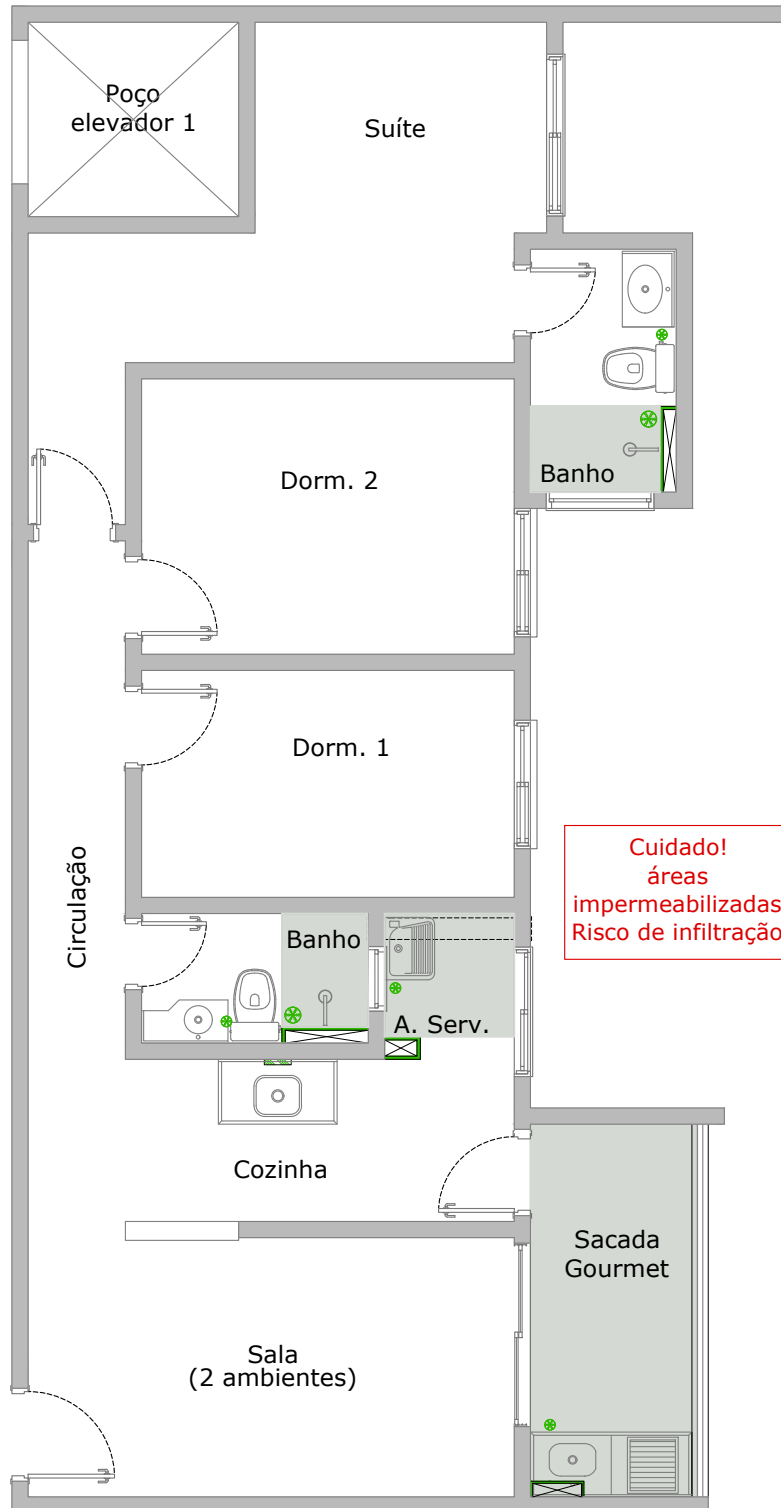 Poço
elevador 1
Suíte
Banho
Dorm. 2
Dorm. 1
Cuidado!
áreas
impermeabilizadas
Risco de infiltração
Circulação
Banho
A. Serv.
Cozinha
Sacada
Gourmet
Sala
(2 ambientes)